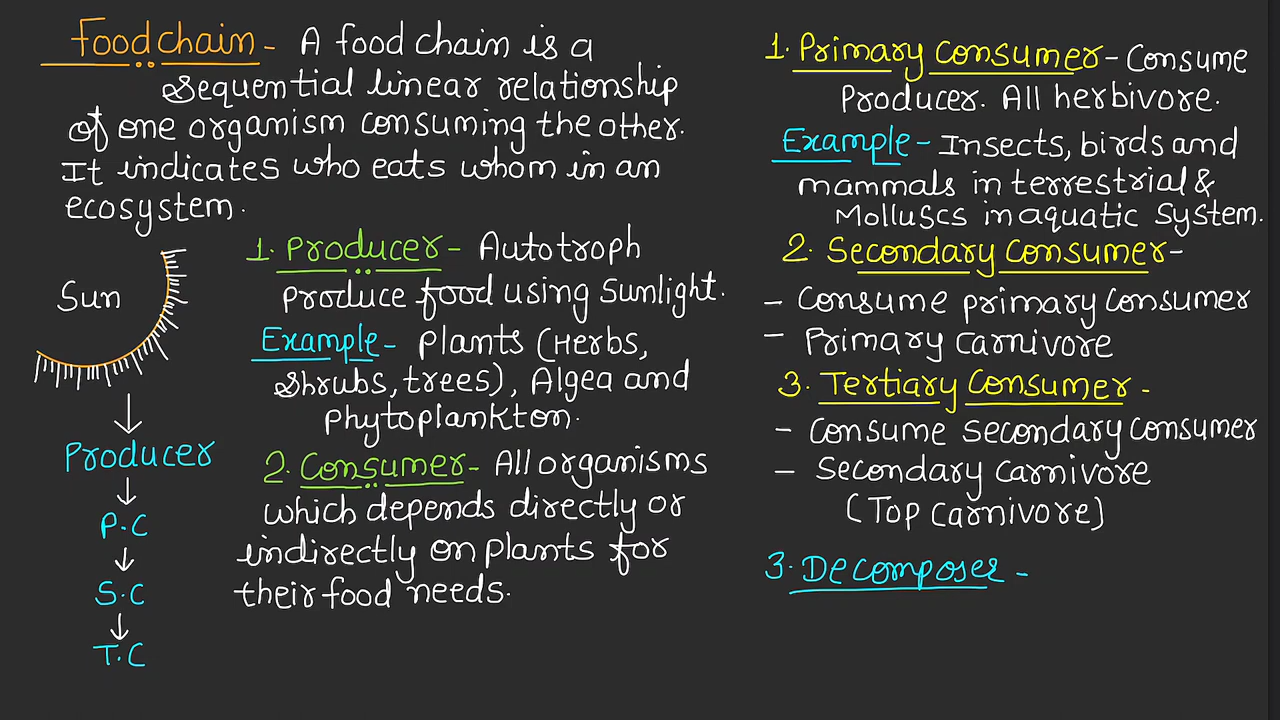 Food chain - A food chain is a
sequential linear relationship
of one organism consuming the other.
It indicates who eats whom in an
ecosystem.
Sun
Producer
P.C
S.C
T.C
1. Producer - Autotroph
produce food using Sunlight.
Example - Plants (Herbs,
Shrubs, trees), Algea and
Phytoplankton.
2. Consumer - All organisms
which depends directly or
indirectly on plants for
their food needs.
1. Primary Consumer - Consume
Producer. All herbivore.
Example - Insects, birds and
mammals in terrestrial &
Molluscs in aquatic System.
2. Secondary Consumer -
- Consume primary consumer
- Primary Carnivore
3. Tertiary Consumer -
- Consume secondary consumer
- Secondary Carnivore
(Top Carnivore)
3. Decomposer -